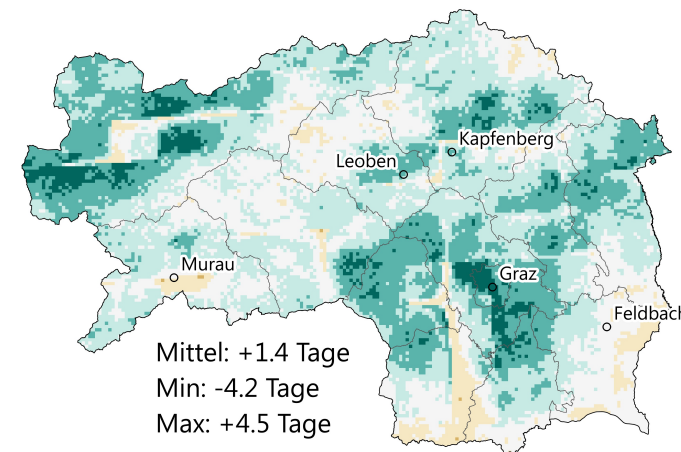 Kapfenberg
Leoben
Murau
Graz
Feldbach
Mittel: +1.4 Tage
Min: -4.2 Tage
Max: +4.5 Tage